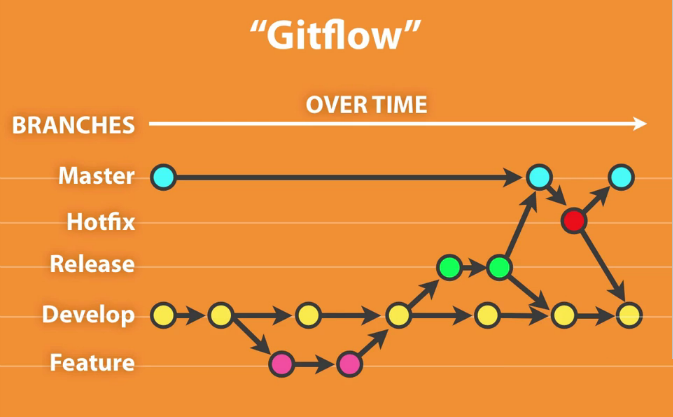 “Gitflow”
OVER TIME
BRANCHES
Master
Hotfix
Release
Develop
Feature